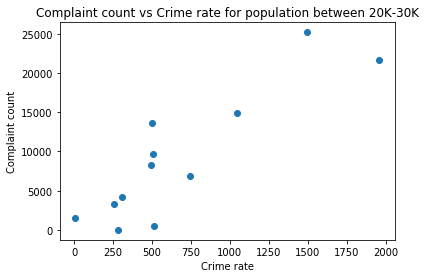 Complaint count vs Crime rate for population between 20K-30K
25000
20000
15000
10000
5000
0
Complaint count
0 250 500 750 1000 1250 1500 1750 2000
Crime rate